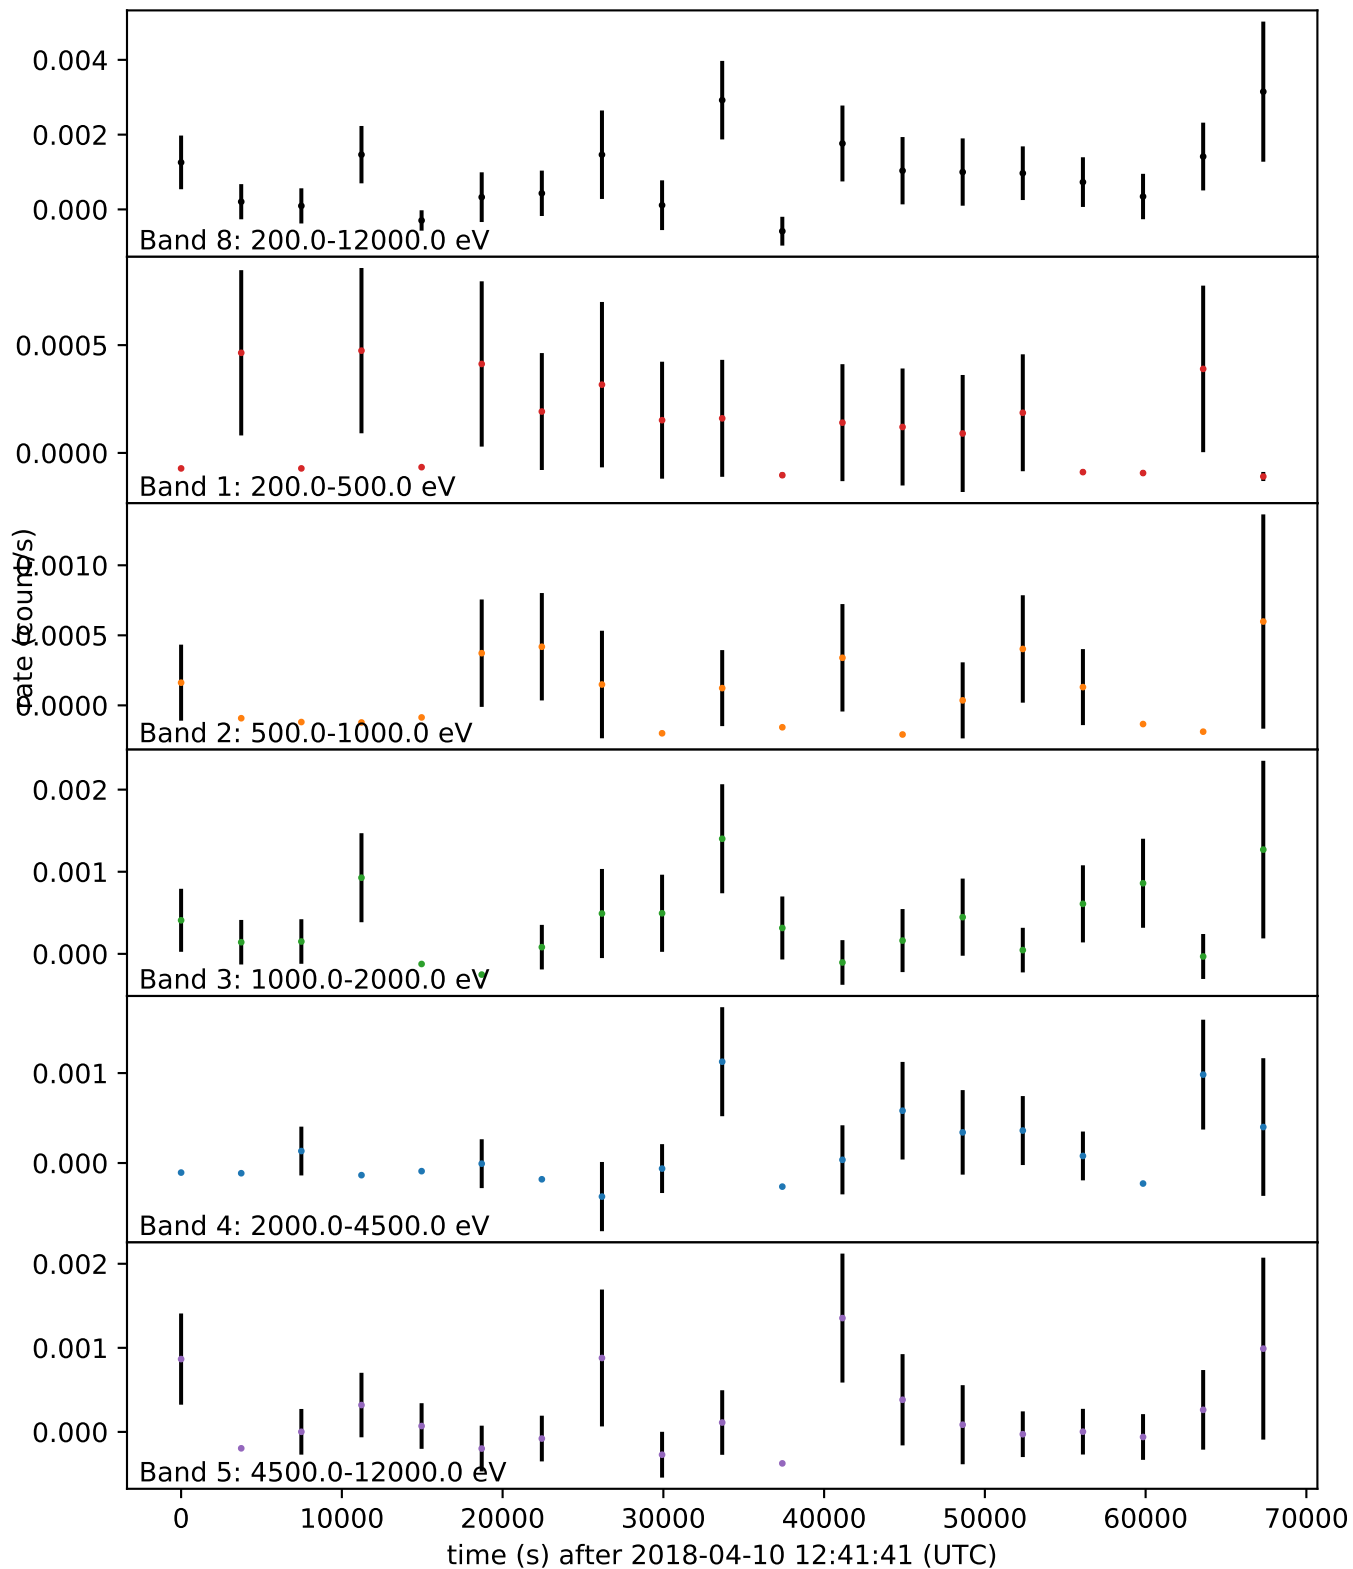 0.004
0.002
0.000
Band 8: 200.0-12000.0 eV
0.0005
0.0000
Band 1: 200.0-500.0 eV
rate (count/s)
0.0010
0.0005
0.0000
Band 2: 500.0-1000.0 eV
0.002
0.001
0.000
Band 3: 1000.0-2000.0 eV
0.001
0.000
Band 4: 2000.0-4500.0 eV
0.002
0.001
0.000
Band 5: 4500.0-12000.0 eV
0 10000 20000 30000 40000 50000 60000 70000
time (s) after 2018-04-10 12:41:41 (UTC)